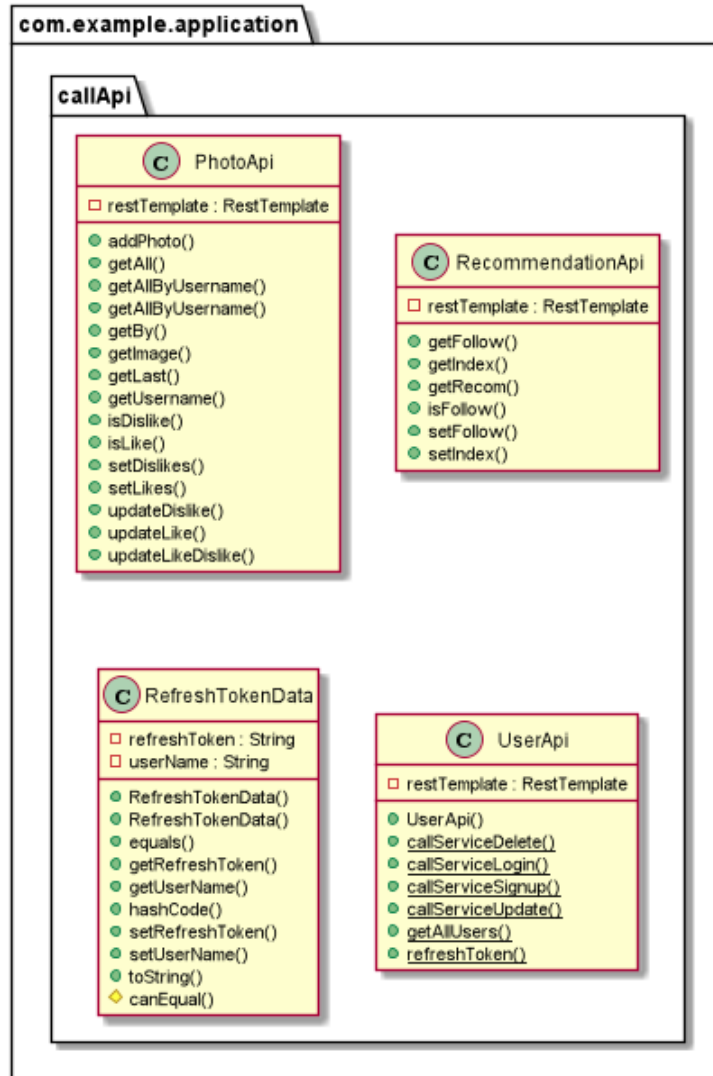 com.example.application
callApi
C PhotoApi
restTemplate : RestTemplate
addPhoto()
getAll()
getAllByUsername()
getAllByUsername()
getBy()
getImage()
getLast()
getUsername()
isDislike()
isLike()
setDislikes()
setLikes()
updateDislike()
updateLike()
updateLikeDislike()
C RecommendationApi
restTemplate : RestTemplate
getFollow()
getIndex()
getRecom()
isFollow()
setFollow()
setIndex()
C RefreshTokenData
refreshToken : String
userName : String
RefreshTokenData()
RefreshTokenData()
equals()
getRefreshToken()
getUserName()
hashCode()
setRefreshToken()
setUserName()
toString()
canEqual()
C UserApi
restTemplate : RestTemplate
UserApi()
callServiceDelete()
callServiceLogin()
callServiceSignup()
callServiceUpdate()
getAllUsers()
refreshToken()